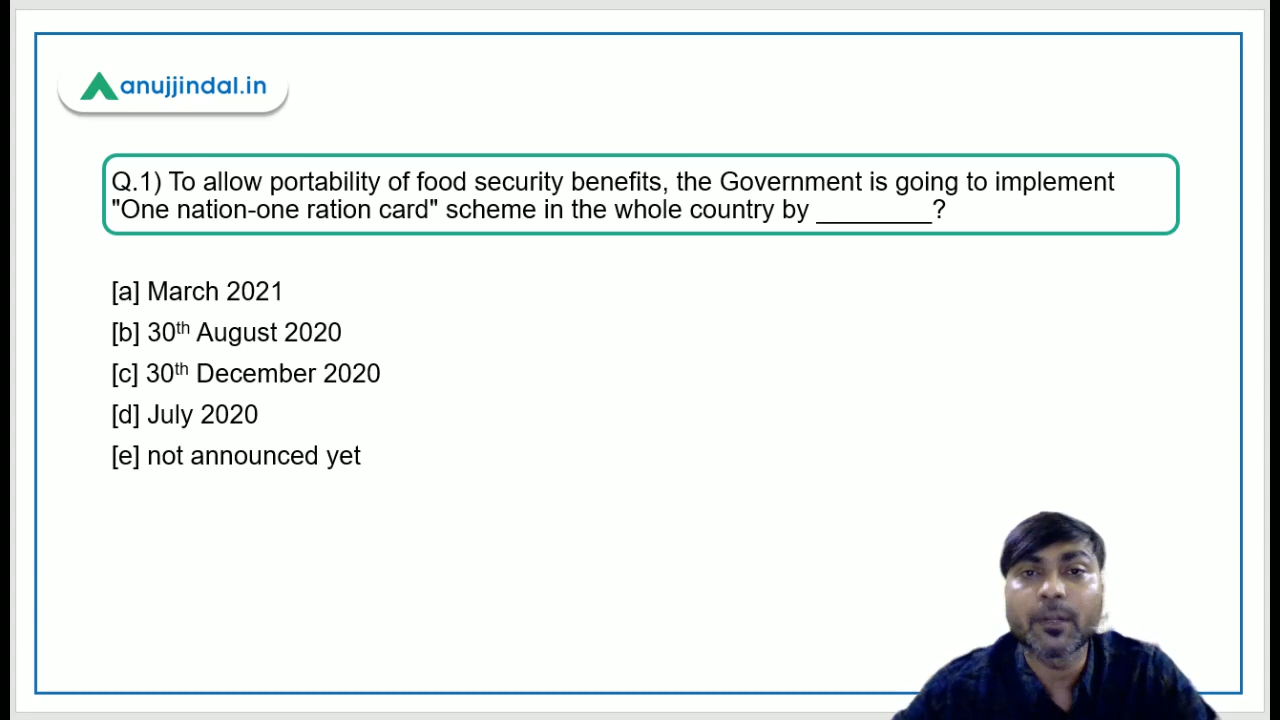 anujjindal.in
Q.1) To allow portability of food security benefits, the Government is going to implement
"One nation-one ration card" scheme in the whole country by ________?
[a] March 2021
[b] 30th August 2020
[c] 30th December 2020
[d] July 2020
[e] not announced yet